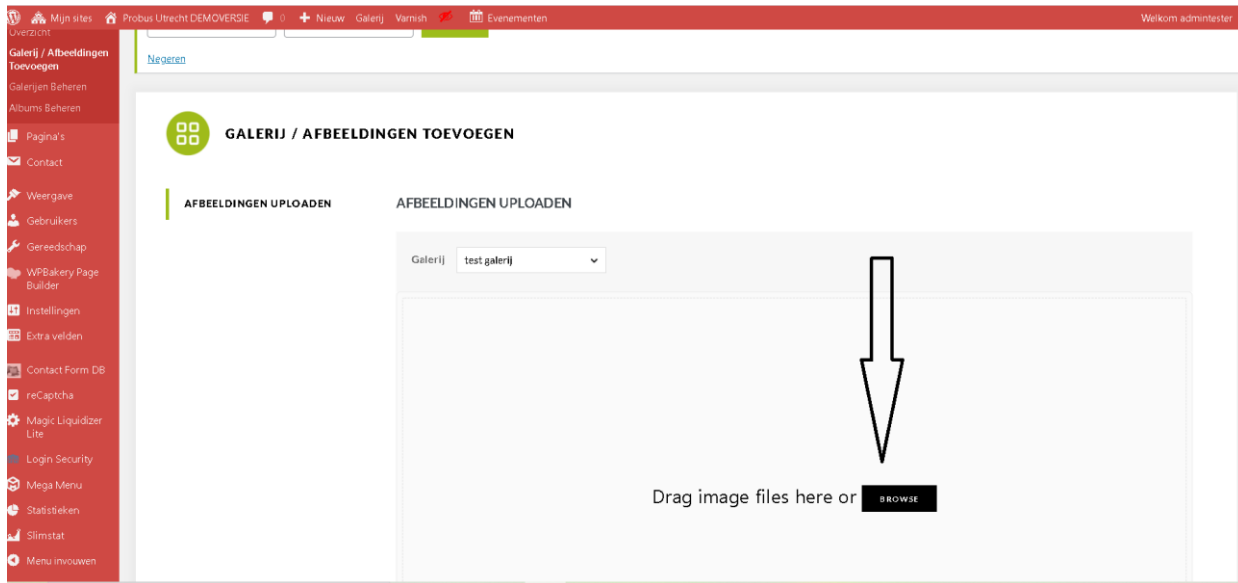 Mijn sites Probus Utrecht DEMOVERSIE 0 Nieuw Galerij Varnish Evenementen Welkom admintester
Overzicht
Galerij / Afbeeldingen
Toevoegen
Galerijen Beheren
Albums Beheren
Pagina's
Contact
Weergave
Gebruikers
Gereedschap
WPBakery Page
Builder
Instellingen
Extra velden
Contact Form DB
reCaptcha
Magic Liquidizer
Lite
Login Security
Mega Menu
Statistieken
Slimstat
Menu invouwen
Negeren
GALERIJ / AFBEELDINGEN TOEVOEGEN
AFBEELDINGEN UPLOADEN
AFBEELDINGEN UPLOADEN
Galerij test galerij
Drag image files here or BROWSE